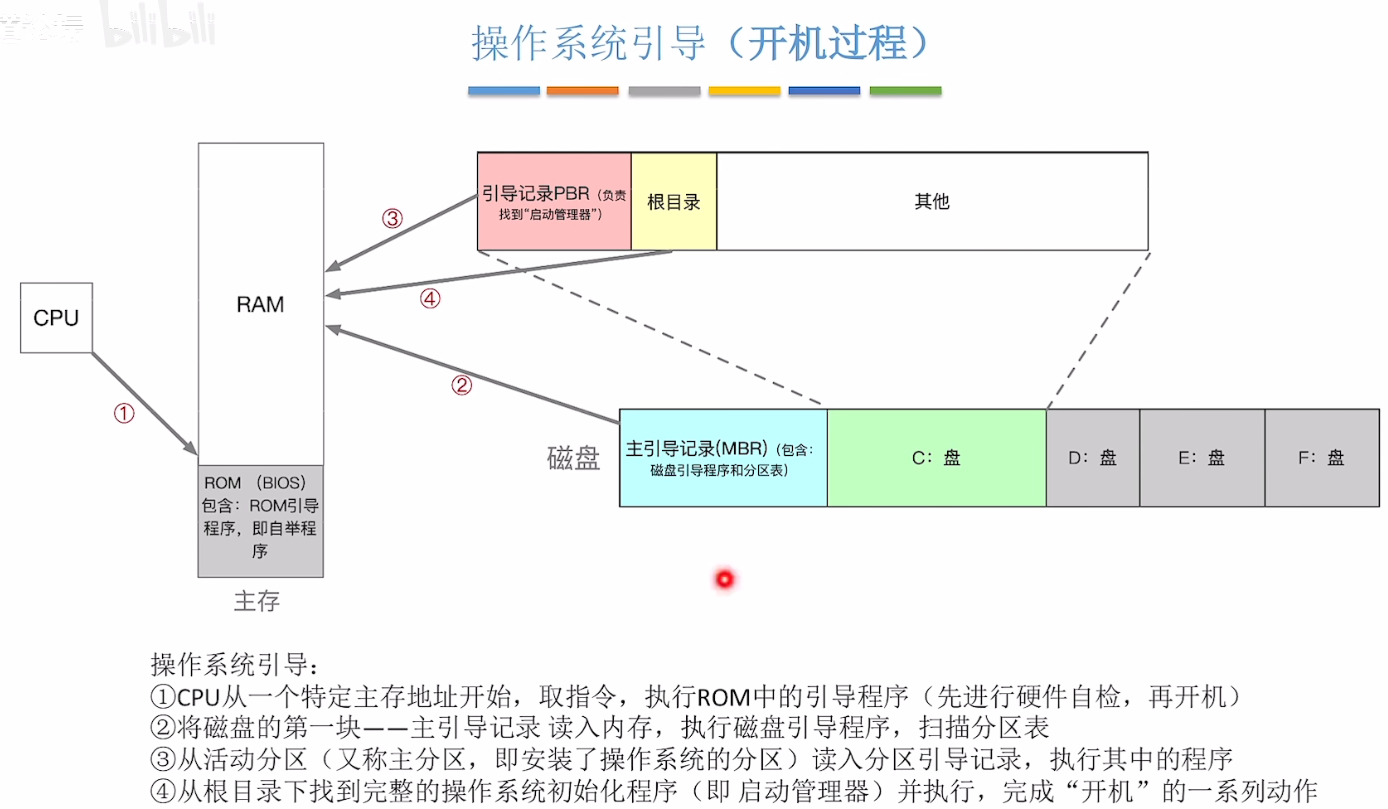 bilibili
操作系统引导（开机过程）
引导记录PBR（负责
找到“启动管理器”）
根目录
其他
③
④
RAM
CPU
②
①
磁盘
主引导记录(MBR)（包含：
磁盘引导程序和分区表）
C：盘
D：盘
E：盘
F：盘
ROM （BIOS）
包含：ROM引导
程序，即自举程
序
主存
操作系统引导：
①CPU从一个特定主存地址开始，取指令，执行ROM中的引导程序（先进行硬件自检，再开机）
②将磁盘的第一块——主引导记录 读入内存，执行磁盘引导程序，扫描分区表
③从活动分区（又称主分区，即安装了操作系统的分区）读入分区引导记录，执行其中的程序
④从根目录下找到完整的操作系统初始化程序（即 启动管理器）并执行，完成“开机”的一系列动作